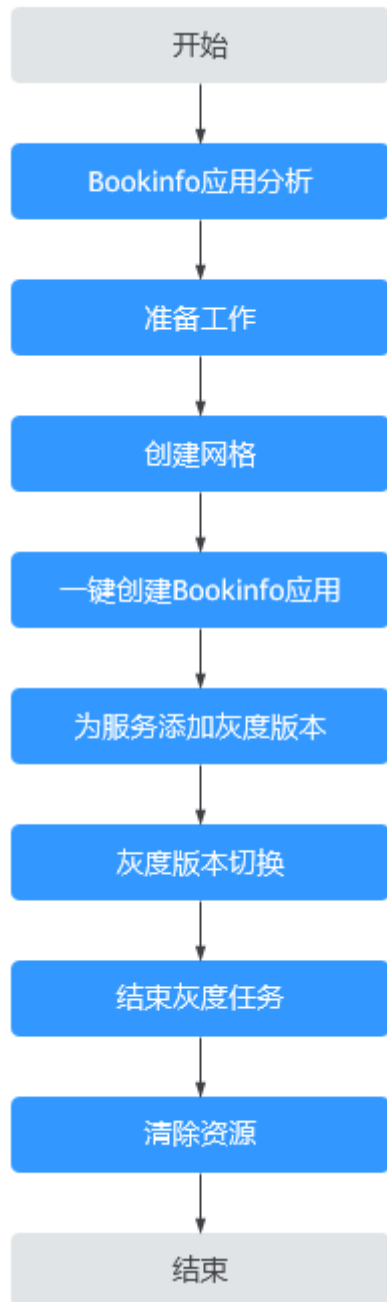 开始
Bookinfo应用分析
准备工作
创建网格
一键创建Bookinfo应用
为服务添加灰度版本
灰度版本切换
结束灰度任务
清除资源
结束